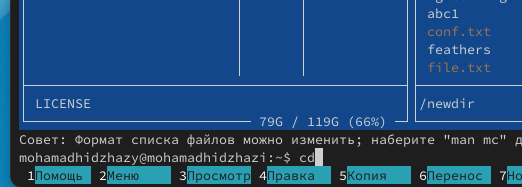 abc1
conf.txt
feathers
file.txt
LICENSE
/newdir
79G / 119G (66%)
Совет: Формат списка файлов можно изменить; наберите "man mc"
mohamadhidzhazy@mohamadhidzhazi:~$ cd
1Помощь 2Меню 3Просмотр 4Правка 5Копия 6Перенос 7